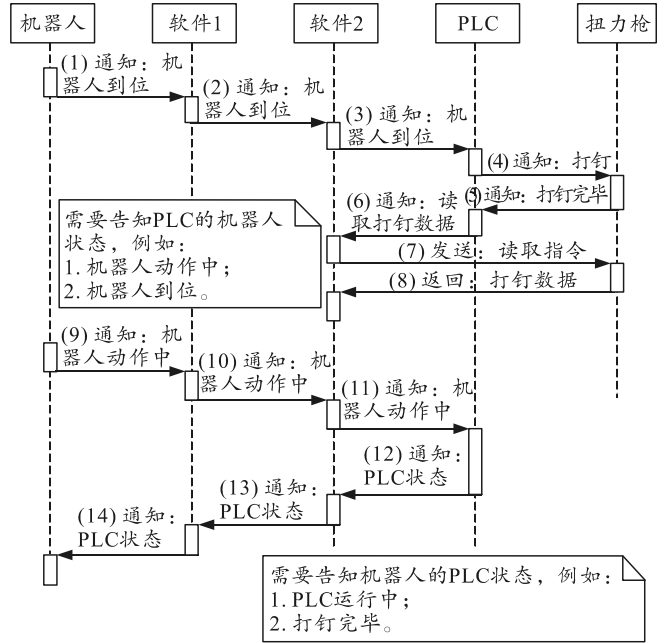 机器人
软件1
软件2
PLC
扭力枪
(1) 通知：机
器人到位
(2) 通知：机
器人到位
(3) 通知：机
器人到位
(4) 通知：打钉
(5) 通知：打钉完毕
(6) 通知：读
取打钉数据
需要告知PLC的机器人
状态，例如：
1. 机器人动作中；
2. 机器人到位。
(7) 发送：读取指令
(8) 返回：打钉数据
(9) 通知：机
器人动作中
(10) 通知：机
器人动作中
(11) 通知：机
器人动作中
(12) 通知：
PLC状态
(13) 通知：
PLC状态
(14) 通知：
PLC状态
需要告知机器人的PLC状态，例如：
1. PLC运行中；
2. 打钉完毕。